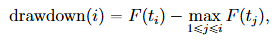 drawdown(i) = F(t_i) − max_{1⩽j⩽i} F(t_j),